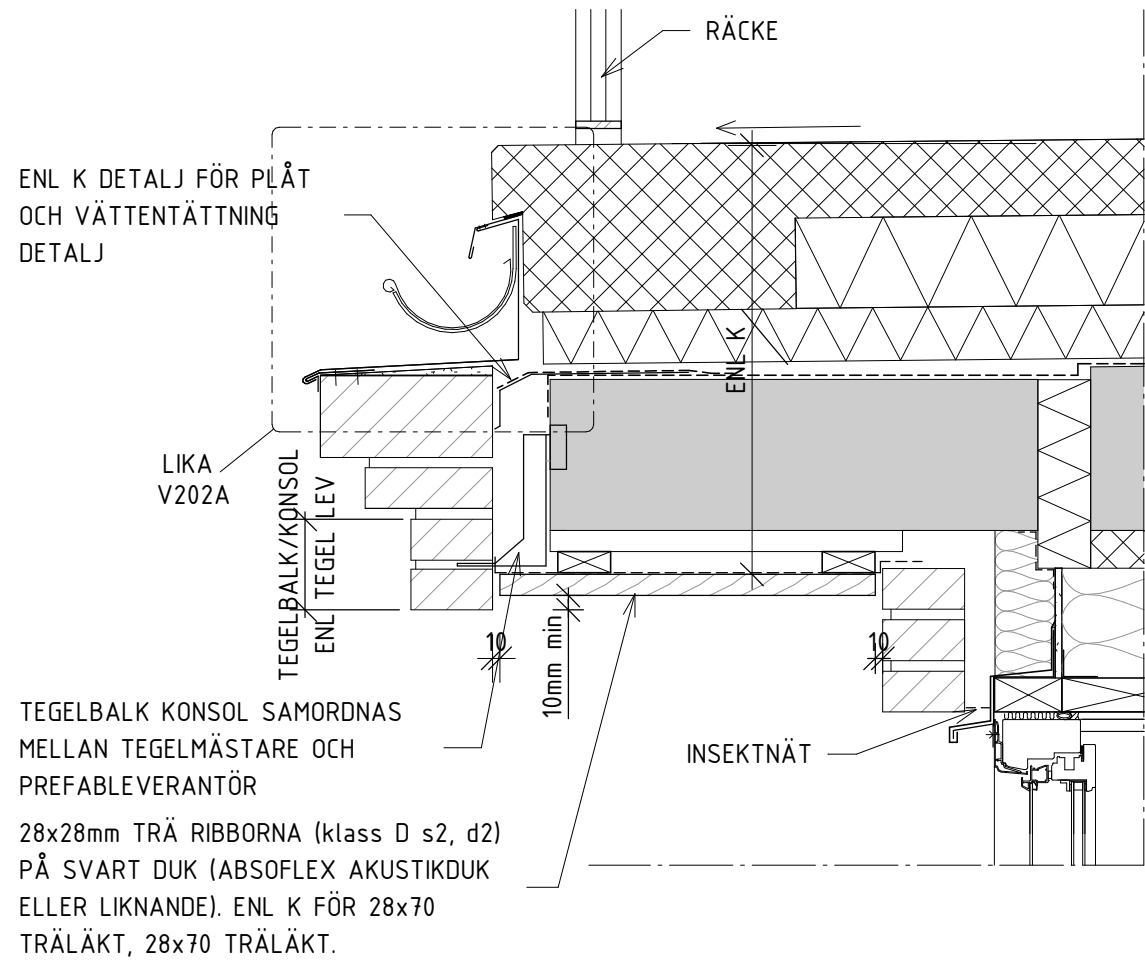 RÄCKE
ENL K DETALJ FÖR PLÅT
OCH VÄTTENTÄTTNING
DETALJ
ENL K
LIKA
V202A
TEGELBALK/KONSOL
ENL TEGEL LEV
10
10mm min
10
TEGELBALK KONSOL SAMORDNAS
MELLAN TEGELMÄSTARE OCH
PREFABLEVERANTÖR
INSEKTNÄT
28x28mm TRÄ RIBBORNA (klass D s2, d2)
PÅ SVART DUK (ABSOFLEX AKUSTIKDUK
ELLER LIKNANDE). ENL K FÖR 28x70
TRÄLÄKT, 28x70 TRÄLÄKT.